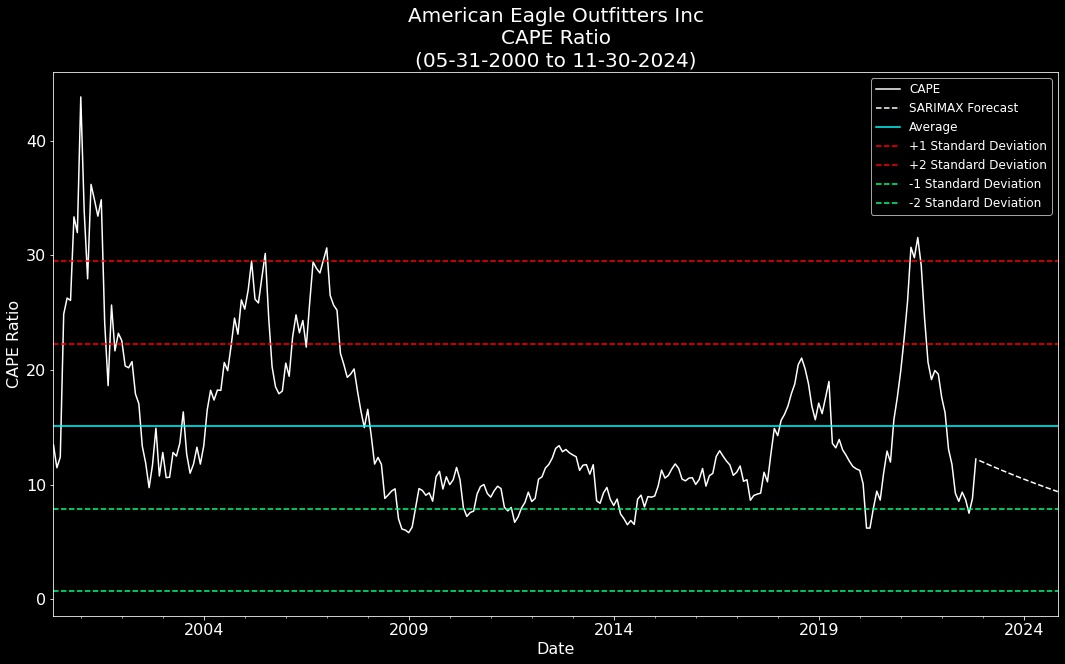 American Eagle Outfitters Inc
CAPE Ratio
(05-31-2000 to 11-30-2024)
CAPE
SARIMAX Forecast
Average
+1 Standard Deviation
+2 Standard Deviation
-1 Standard Deviation
-2 Standard Deviation
CAPE Ratio
40
30
20
10
0
2004 2009 2014 2019 2024
Date